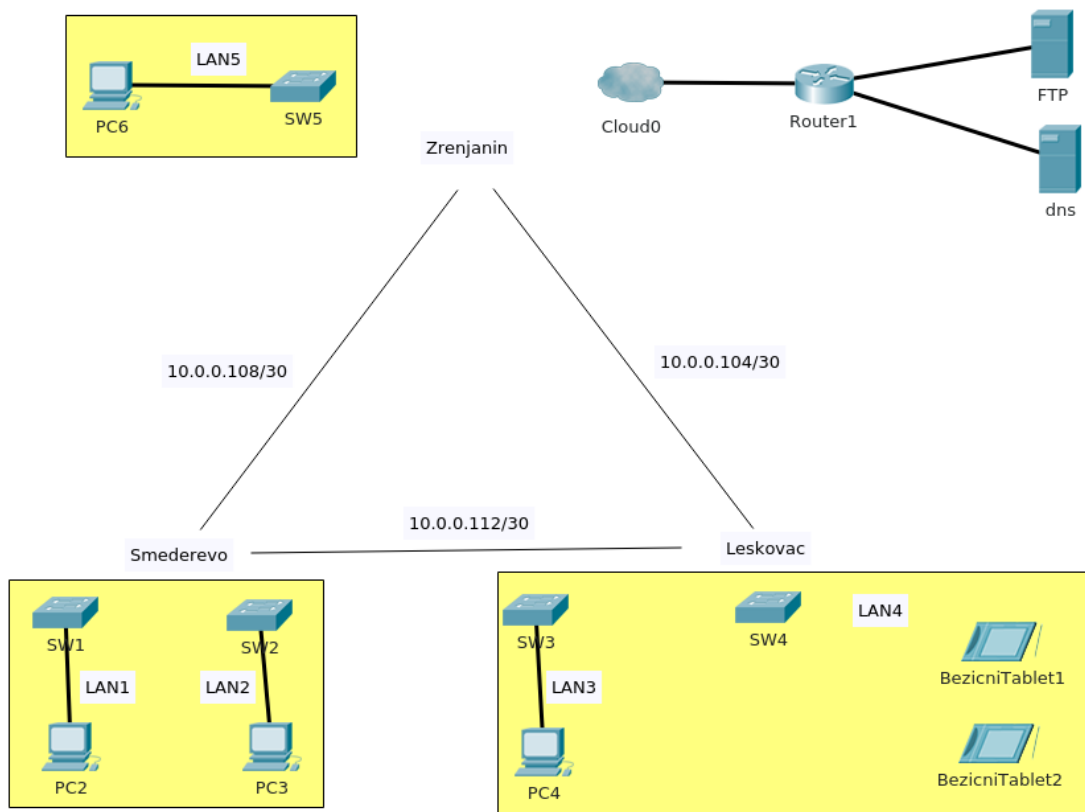 LAN5
PC6
SW5
Cloud0
Router1
FTP
dns
Zrenjanin
10.0.0.108/30
10.0.0.104/30
10.0.0.112/30
Smederevo
Leskovac
SW1
SW2
LAN1
LAN2
PC2
PC3
SW3
SW4
LAN4
LAN3
PC4
BezicniTablet1
BezicniTablet2